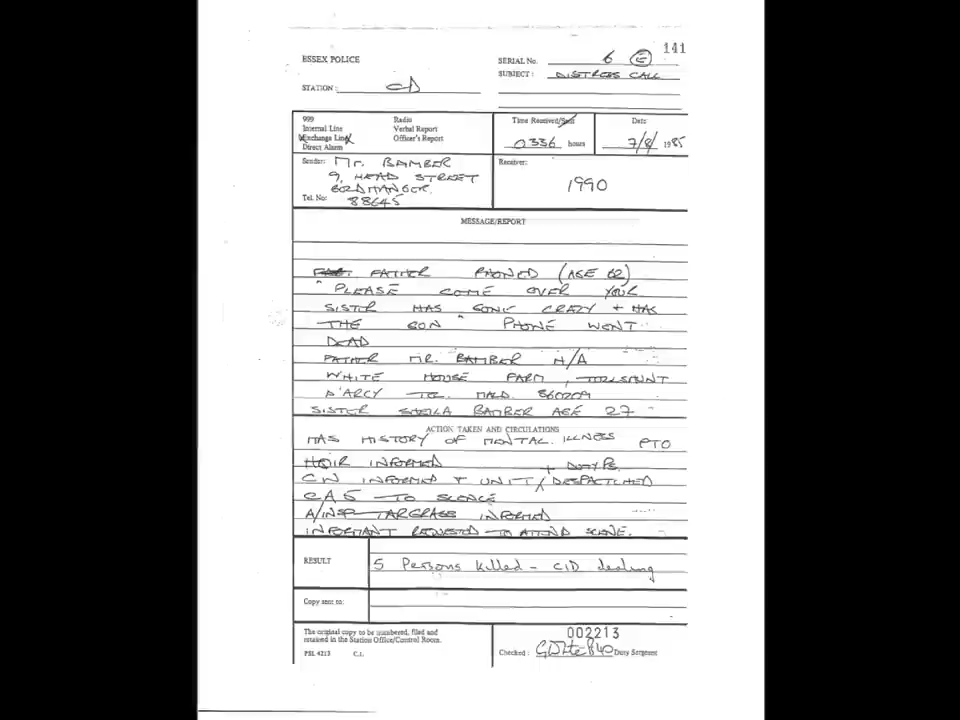 141
ESSEX POLICE
SERIAL No. 6 (E)
SUBJECT: DISTRESS CALL
STATION: CD
999 Radio
Internal Line Verbal Report
Exchange Line Officer's Report
Direct Alarm
Time Received/Sent
0336 hours
Date:
7/8/1985
Sender: Mr. BAMBER
9, HEAD STREET
GOLDHANGER.
Tel. No: 88645
Receiver:
1990
MESSAGE/REPORT
FATHER PHONED (AGE 62)
"PLEASE COME OVER YOUR
SISTER HAS GONE CRAZY + HAS
THE GUN" PHONE WENT
DEAD
FATHER MR. BAMBER H/A
WHITE HOUSE FARM, TOLLESHUNT
D'ARCY TEL. MALD. 860209
SISTER SHEILA BAMBER AGE 27
ACTION TAKEN AND CIRCULATIONS
HAS HISTORY OF MENTAL ILLNESS PTO
INFORMED
INFORMED + UNIT/DESPATCHED
CA 5 TO SCENCE
A/INSP INFORMED
INFORMANT REQUESTED TO ATTEND SCENE.
RESULT
5 Persons killed - CID dealing
Copy sent to:
The original copy to be numbered, filed and
retained in the Station Office/Control Room.
PBL 4213 C.I.
002213
Checked: Duty Sergeant